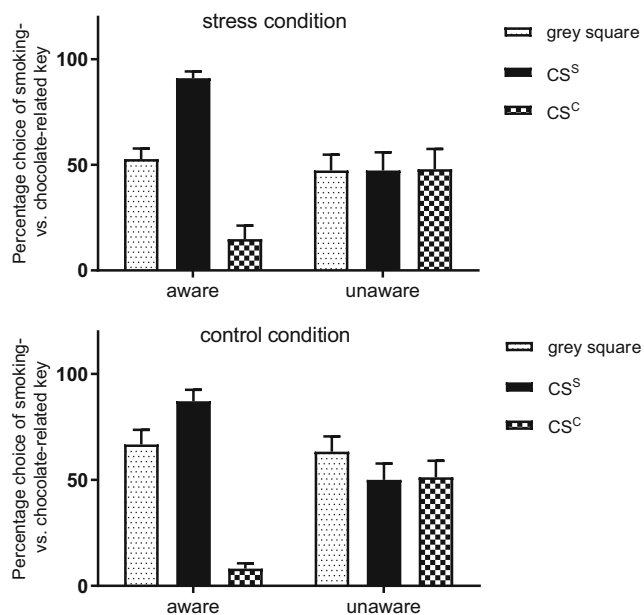 stress condition
Percentage choice of smoking-
vs. chocolate-related key
100
50
0
aware
unaware
grey square
CSˢ
CSᶜ
control condition
Percentage choice of smoking-
vs. chocolate-related key
100
50
0
aware
unaware
grey square
CSˢ
CSᶜ